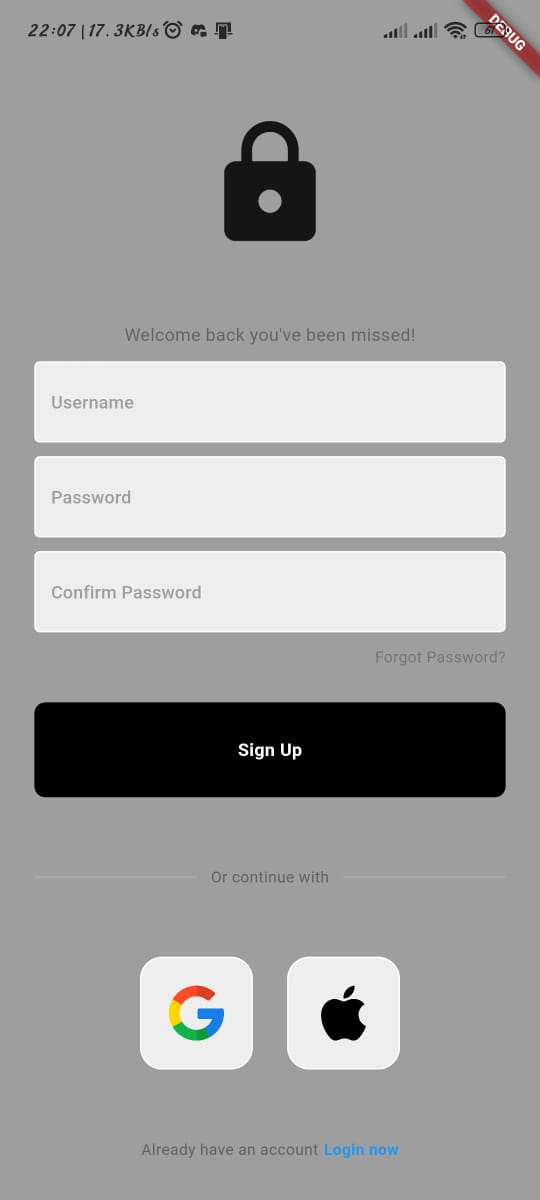 22:07 | 17.3KB/s
DEBUG
Welcome back you've been missed!
Username
Password
Confirm Password
Forgot Password?
Sign Up
Or continue with
Already have an account Login now